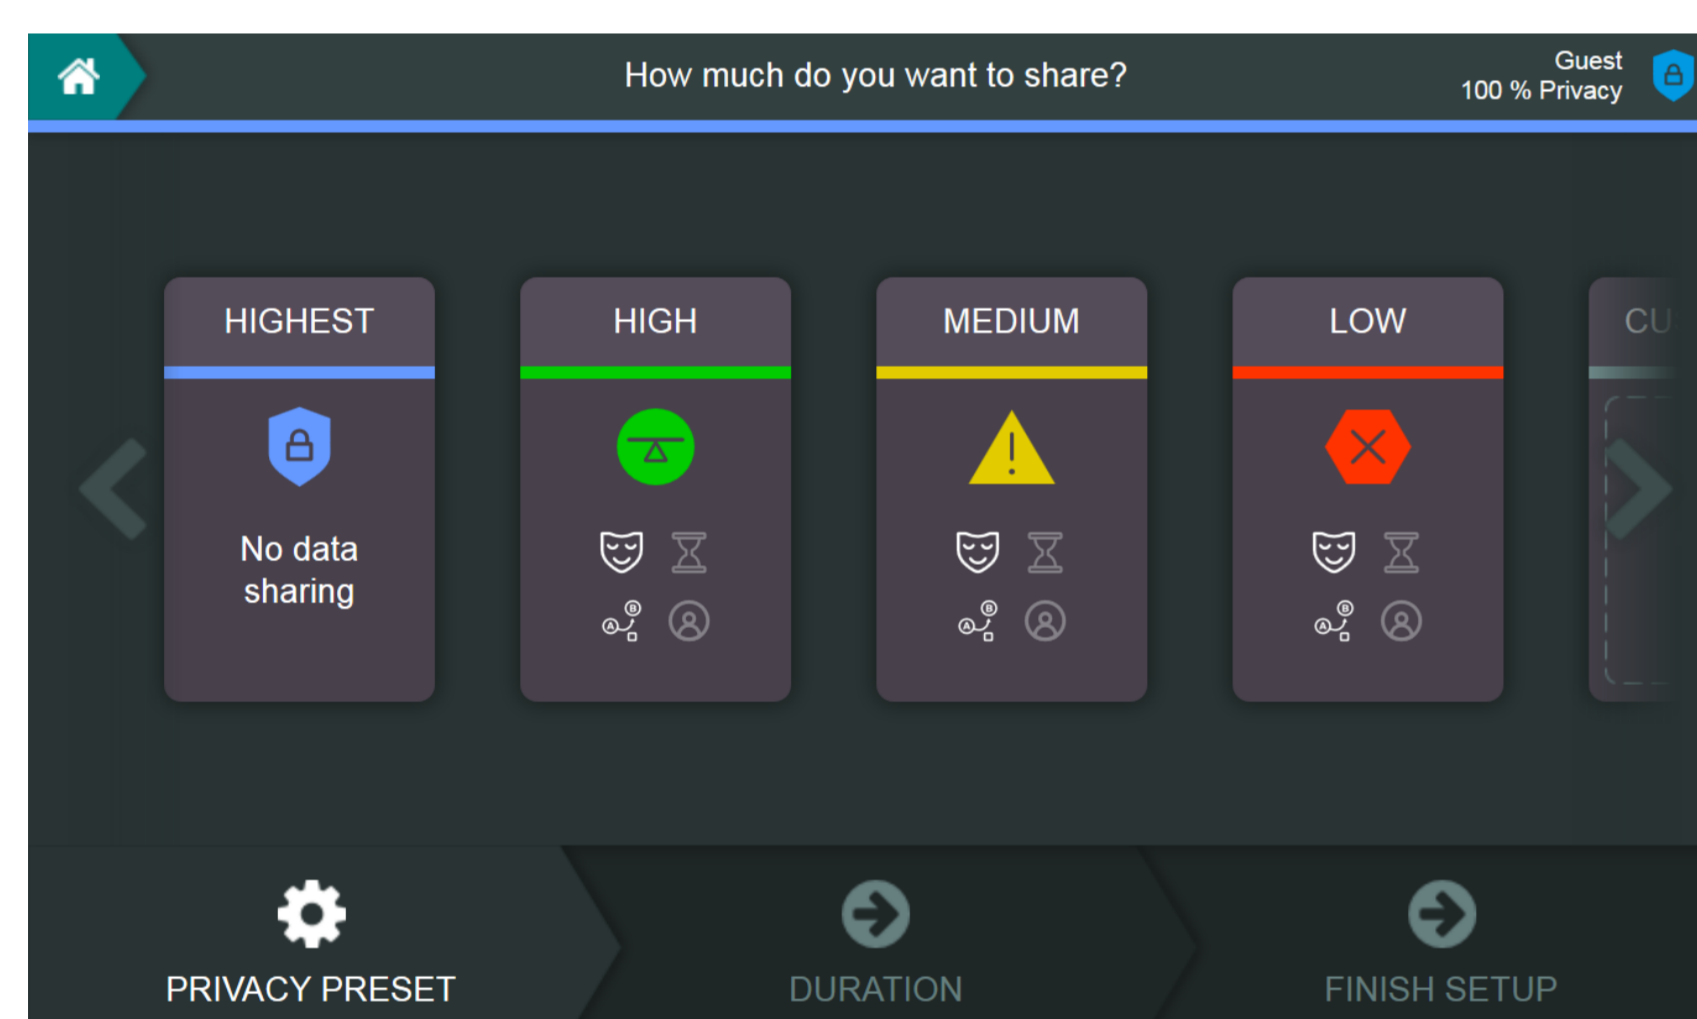 How much do you want to share?
Guest
100 % Privacy
HIGHEST
No data
sharing
HIGH
A
B
MEDIUM
A
B
LOW
A
B
CU
PRIVACY PRESET
DURATION
FINISH SETUP